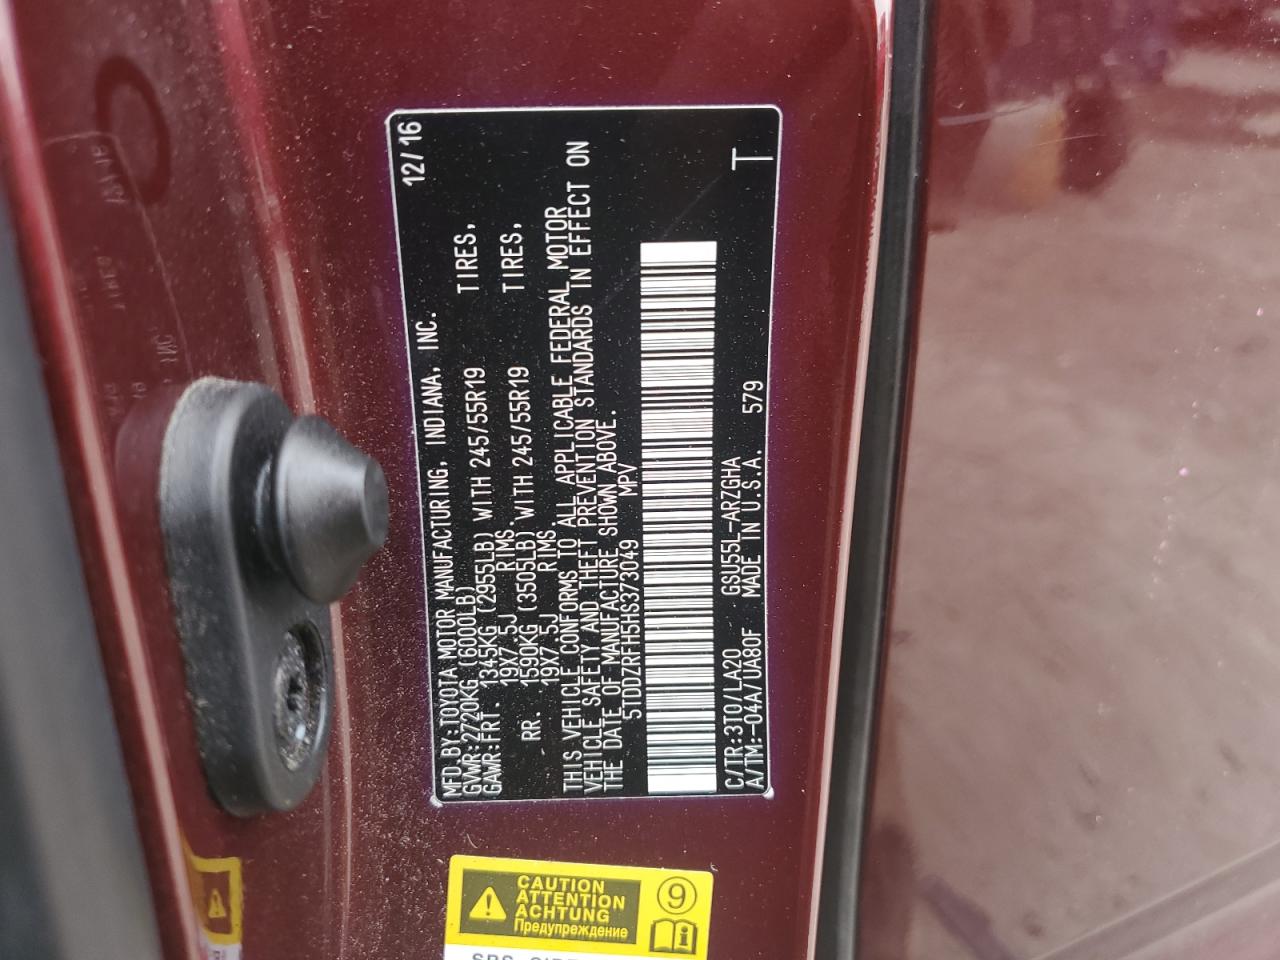 MFD.BY:TOYOTA MOTOR MANUFACTURING, INDIANA, INC. 12/16
GVWR:2720KG (6000LB)
GAWR:FRT. 1345KG (2955LB) WITH 245/55R19 TIRES,
19X7.5J RIMS.
RR. 1590KG (3505LB) WITH 245/55R19 TIRES,
19X7.5J RIMS.
THIS VEHICLE CONFORMS TO ALL APPLICABLE FEDERAL MOTOR
VEHICLE SAFETY AND THEFT PREVENTION STANDARDS IN EFFECT ON
THE DATE OF MANUFACTURE SHOWN ABOVE.
5TDDZRFH5HS373049 MPV
C/TR:3T0/LA20 GSU55L-ARZGHA
A/TM:-04A/UA80F MADE IN U.S.A. 579 T
CAUTION
ATTENTION
ACHTUNG
Предупреждение
9